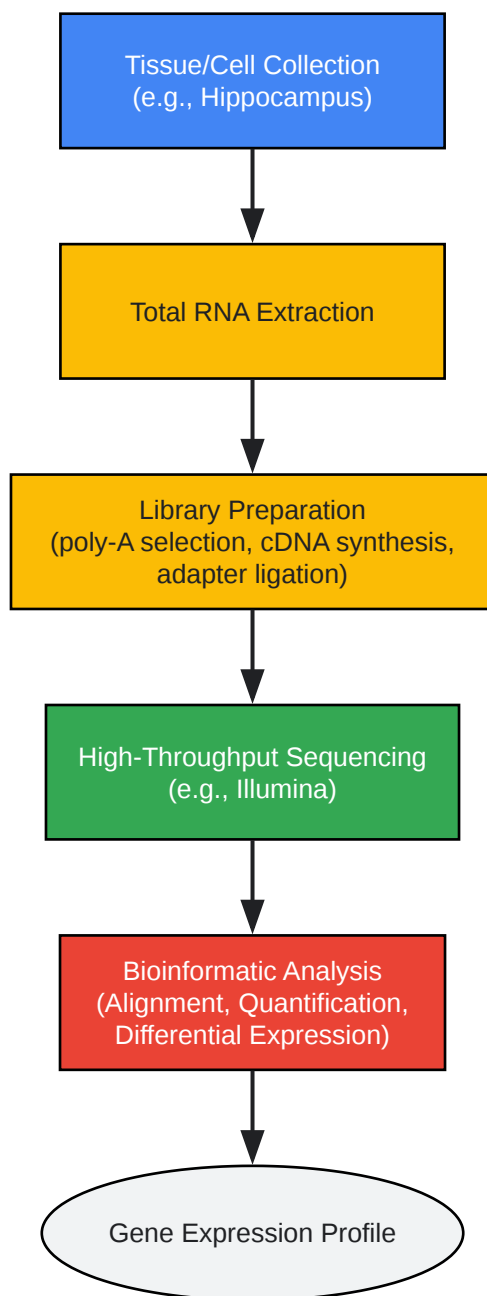 Tissue/Cell Collection
(e.g., Hippocampus)
Total RNA Extraction
Library Preparation
(poly-A selection, cDNA synthesis,
adapter ligation)
High-Throughput Sequencing
(e.g., Illumina)
Bioinformatic Analysis
(Alignment, Quantification,
Differential Expression)
Gene Expression Profile